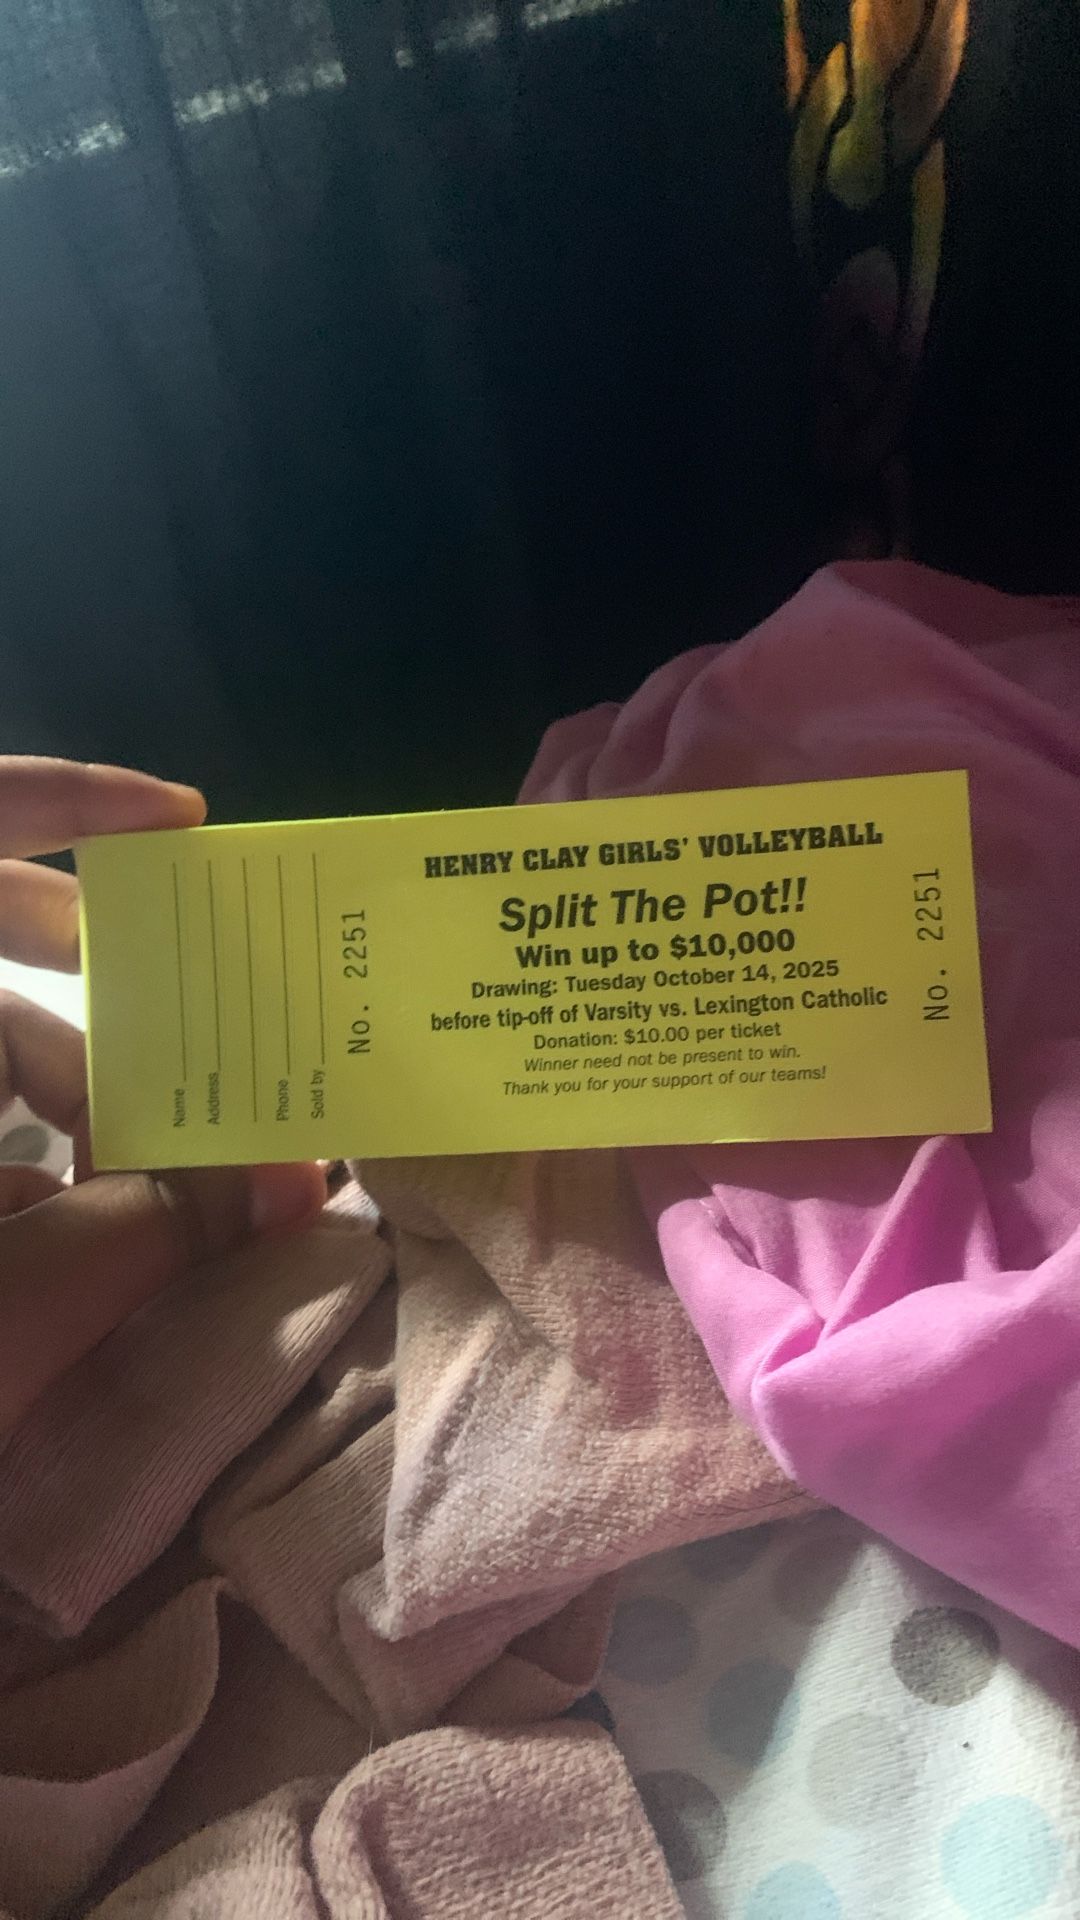 Name
Address
Phone
Sold by
No. 2251
HENRY CLAY GIRLS' VOLLEYBALL
Split The Pot!!
Win up to $10,000
Drawing: Tuesday October 14, 2025
before tip-off of Varsity vs. Lexington Catholic
Donation: $10.00 per ticket
Winner need not be present to win.
Thank you for your support of our teams!
No. 2251